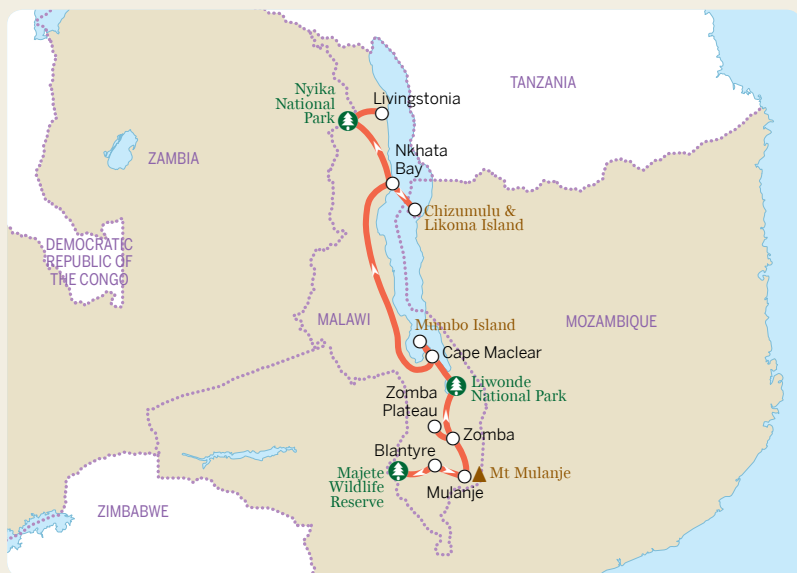 TANZANIA
Nyika
National
Park
Livingstonia
Nkhata
Bay
ZAMBIA
Chizumulu &
Likoma Island
DEMOCRATIC
REPUBLIC OF
THE CONGO
MALAWI
Mumbo Island
MOZAMBIQUE
Cape Maclear
Liwonde
National Park
Zomba
Plateau
Zomba
Blantyre
Majete
Wildlife
Reserve
Mt Mulanje
Mulanje
ZIMBABWE